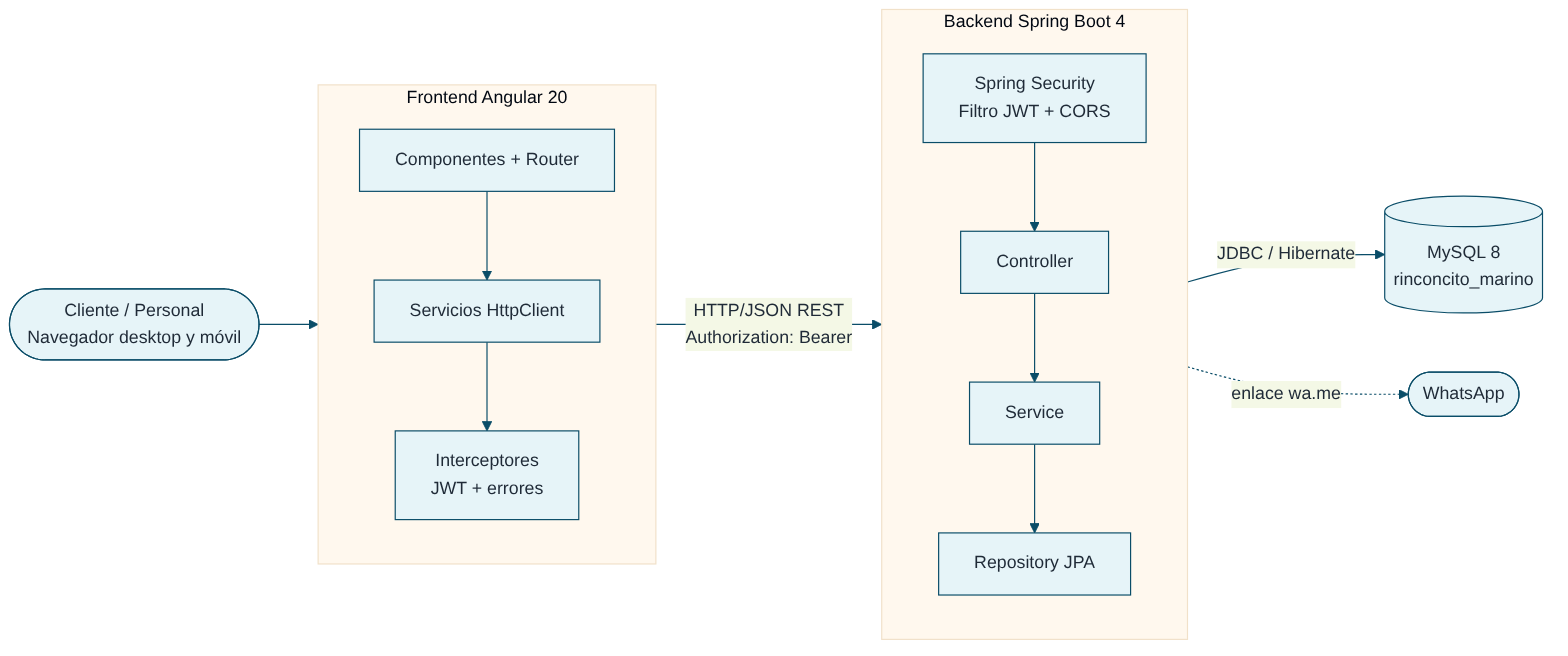 Cliente / Personal
Navegador desktop y móvil
Frontend Angular 20
Componentes + Router
Servicios HttpClient
Interceptores
JWT + errores
HTTP/JSON REST
Authorization: Bearer
Backend Spring Boot 4
Spring Security
Filtro JWT + CORS
Controller
Service
Repository JPA
JDBC / Hibernate
MySQL 8
rinconcito_marino
enlace wa.me
WhatsApp